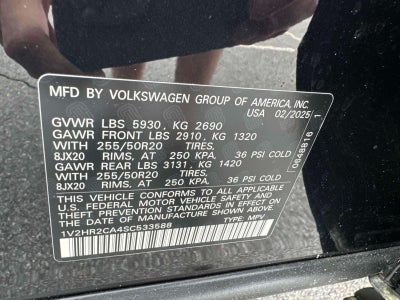 MFD BY VOLKSWAGEN GROUP OF AMERICA, INC.
USA 02/2025
GVWR LBS 5930, KG 2690
GAWR FRONT LBS 2910, KG 1320
WITH 255/50R20 TIRES,
8JX20 RIMS, AT 250 KPA, 36 PSI COLD
GAWR REAR LBS 3131, KG 1420
WITH 255/50R20 TIRES,
8JX20 RIMS, AT 250 KPA, 36 PSI COLD
THIS VEHICLE CONFORMS TO ALL APPLICABLE
U.S. FEDERAL MOTOR VEHICLE SAFETY AND
THEFT PREVENTION STANDARDS IN EFFECT ON
THE DATE OF MANUFACTURE SHOWN ABOVE.
1V2HR2CA4SC533588 TYPE: MPV
0848816 1